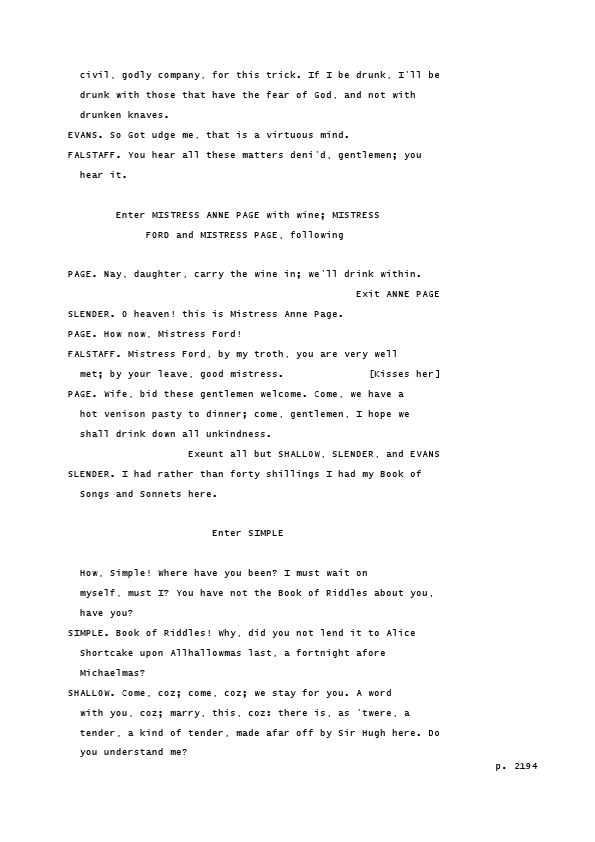 civil, godly company, for this trick. If I be drunk, I'll be
drunk with those that have the fear of God, and not with
drunken knaves.
EVANS. So Got udge me, that is a virtuous mind.
FALSTAFF. You hear all these matters deni'd, gentlemen; you
hear it.
Enter MISTRESS ANNE PAGE with wine; MISTRESS
FORD and MISTRESS PAGE, following
PAGE. Nay, daughter, carry the wine in; we'll drink within.
Exit ANNE PAGE
SLENDER. O heaven! this is Mistress Anne Page.
PAGE. How now, Mistress Ford!
FALSTAFF. Mistress Ford, by my troth, you are very well
met; by your leave, good mistress. [Kisses her]
PAGE. Wife, bid these gentlemen welcome. Come, we have a
hot venison pasty to dinner; come, gentlemen, I hope we
shall drink down all unkindness.
Exeunt all but SHALLOW, SLENDER, and EVANS
SLENDER. I had rather than forty shillings I had my Book of
Songs and Sonnets here.
Enter SIMPLE
How, Simple! Where have you been? I must wait on
myself, must I? You have not the Book of Riddles about you,
have you?
SIMPLE. Book of Riddles! Why, did you not lend it to Alice
Shortcake upon Allhallowmas last, a fortnight afore
Michaelmas?
SHALLOW. Come, coz; come, coz; we stay for you. A word
with you, coz; marry, this, coz: there is, as 'twere, a
tender, a kind of tender, made afar off by Sir Hugh here. Do
you understand me?
p. 2194